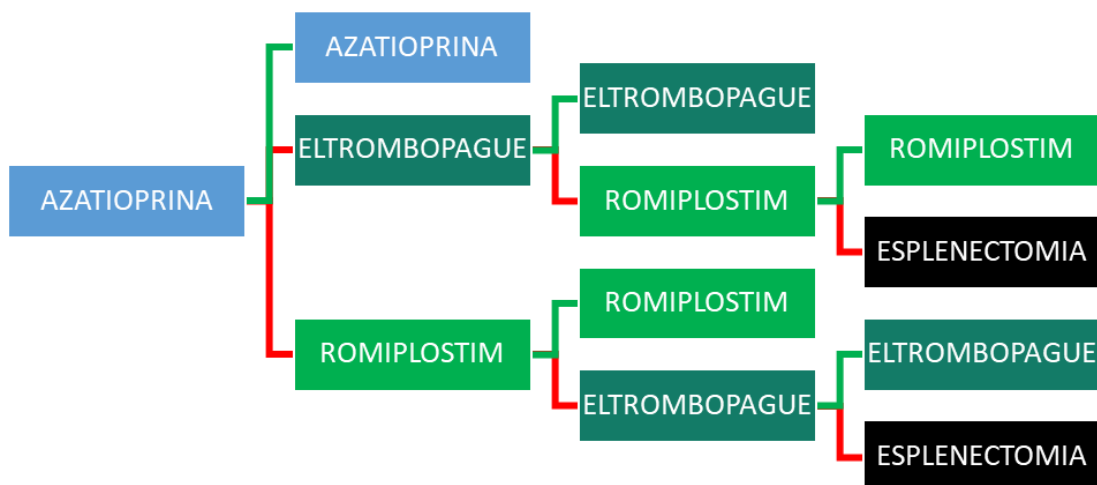 AZATIOPRINA
AZATIOPRINA
ELTROMBOPAGUE
ROMIPLOSTIM
ELTROMBOPAGUE
ROMIPLOSTIM
ROMIPLOSTIM
ELTROMBOPAGUE
ROMIPLOSTIM
ESPLENECTOMIA
ELTROMBOPAGUE
ESPLENECTOMIA